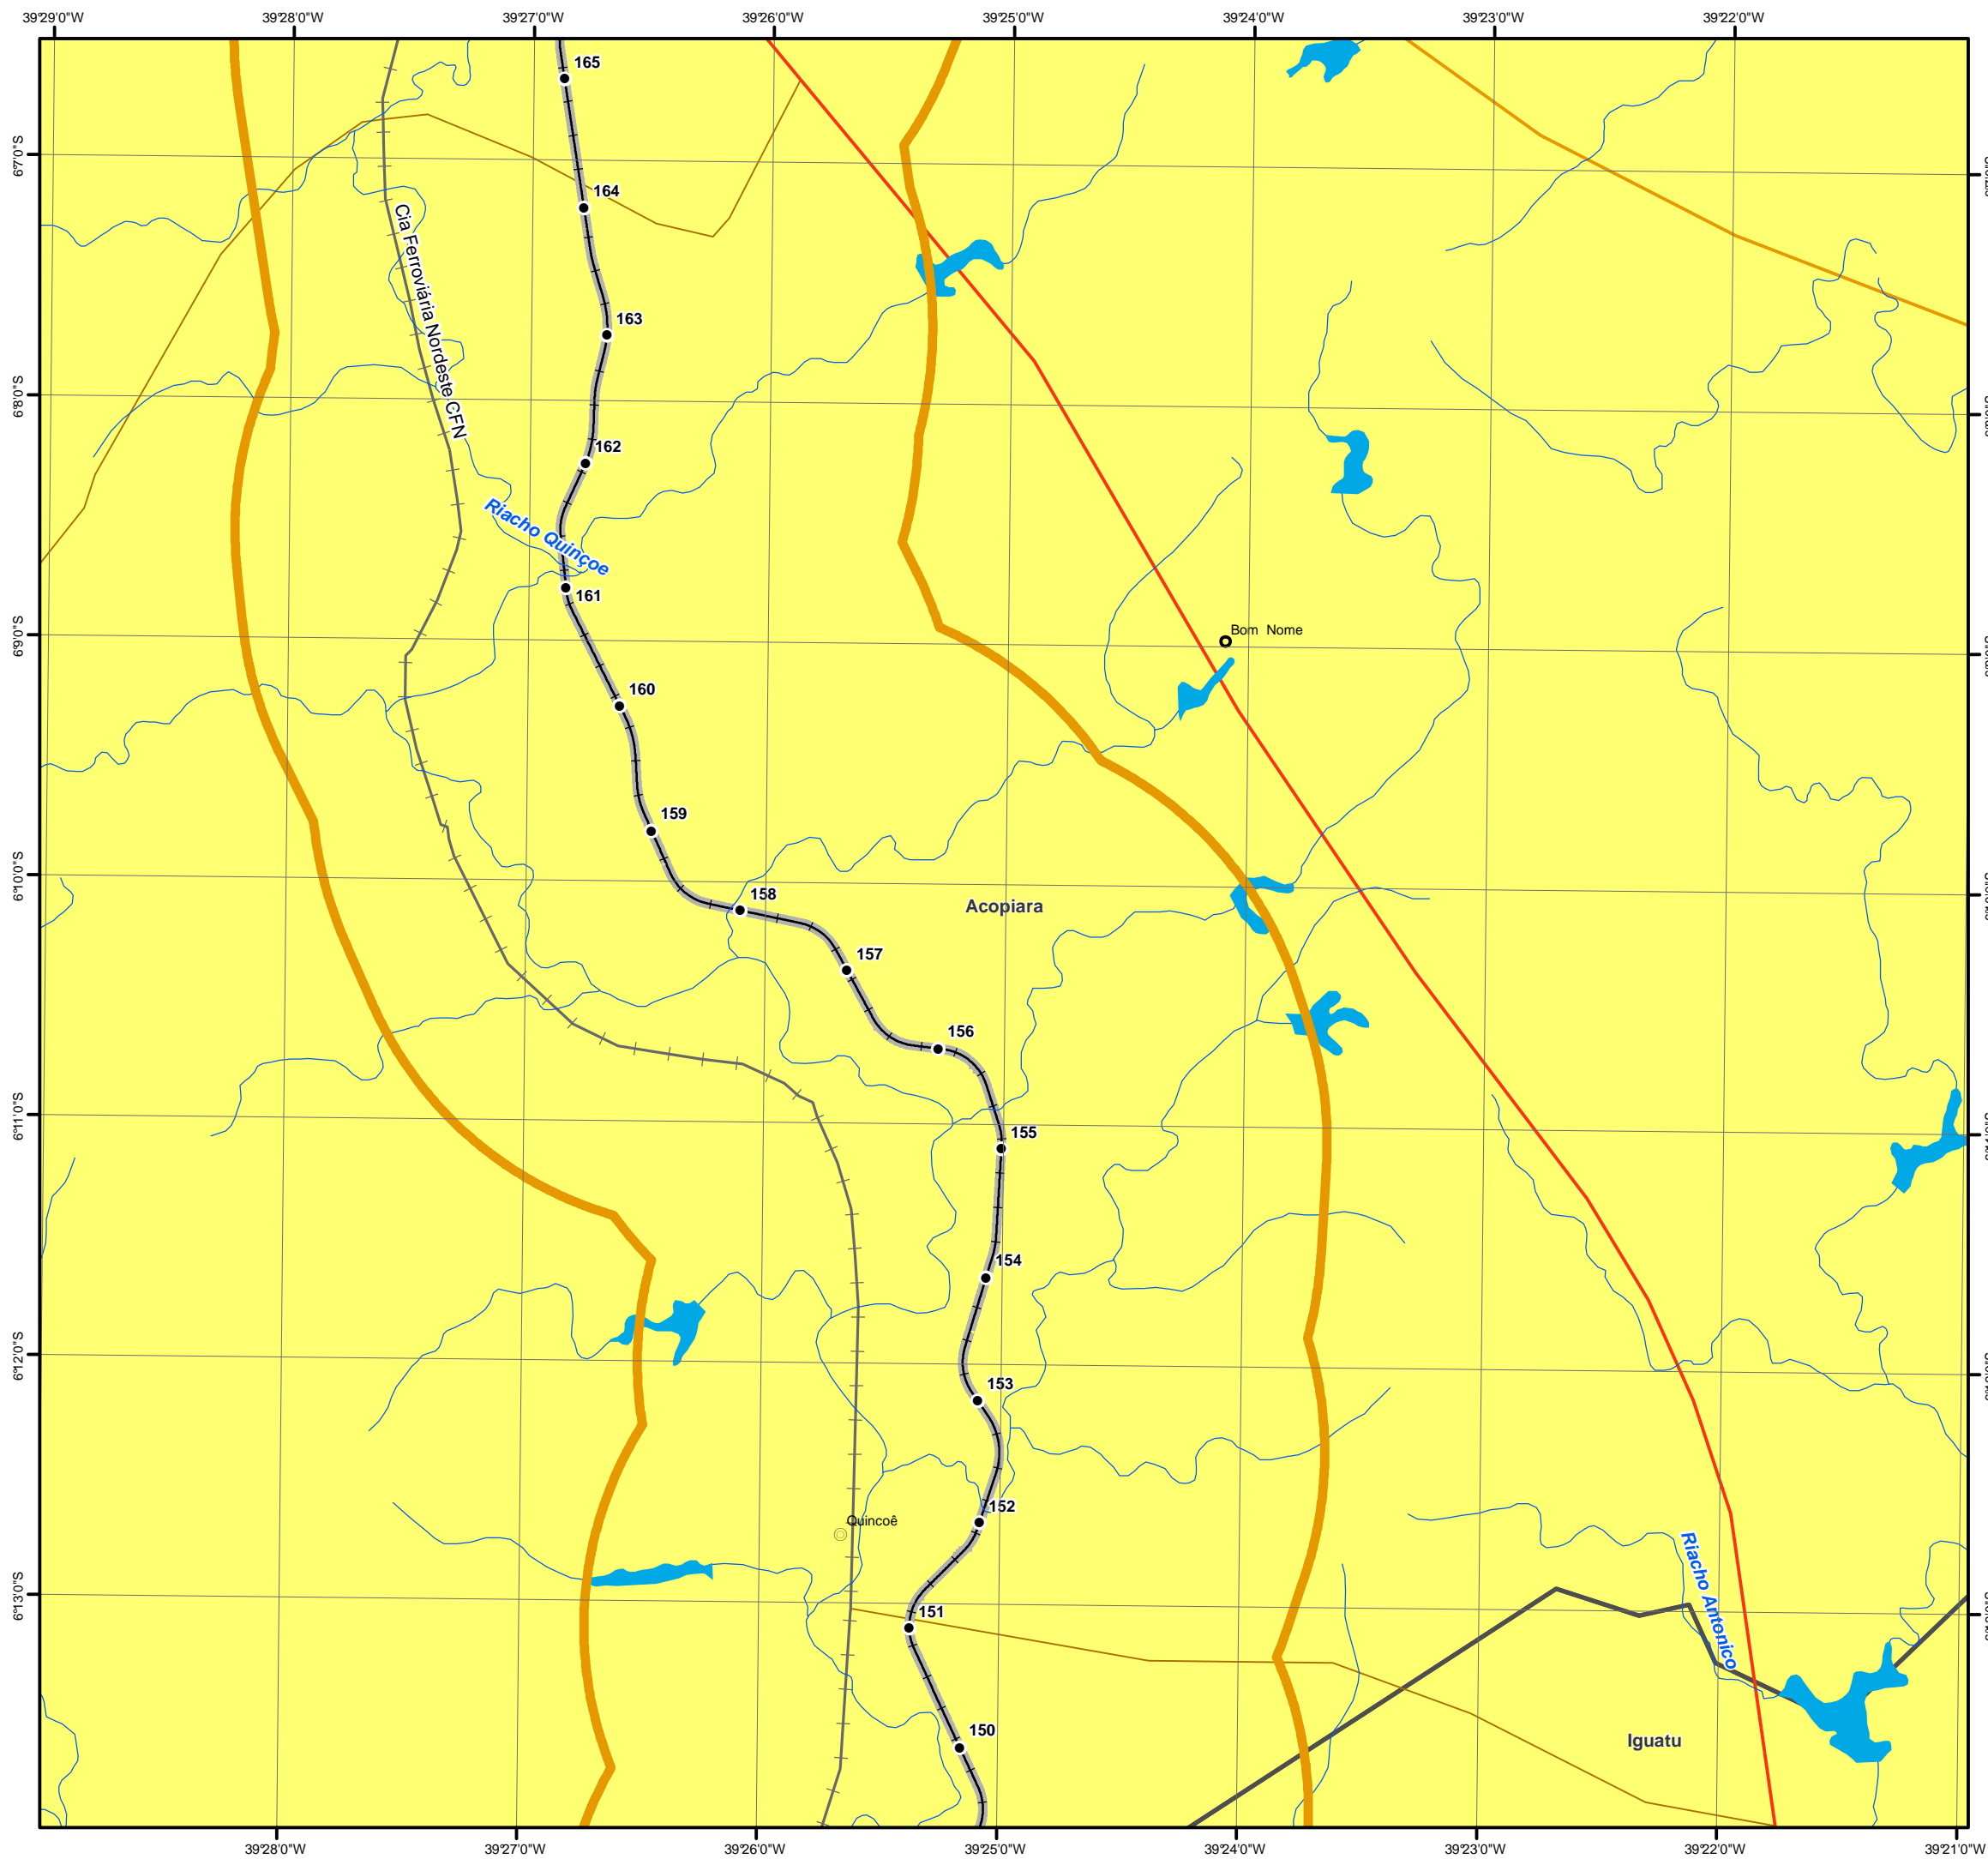 39°29'0"W 39°28'0"W 39°27'0"W 39°26'0"W 39°25'0"W 39°24'0"W 39°23'0"W 39°22'0"W
165
6°7'0"S
164
Cia Ferroviária Nordeste CFN
163
6°8'0"S
162
Riacho Quinçoe
161
6°9'0"S
Bom Nome
160
159
6°10'0"S
158
Acopiara
157
156
6°11'0"S
155
154
6°12'0"S
153
152
Quincoê
Riacho Antonico
6°13'0"S
151
150
Iguatu
39°28'0"W 39°27'0"W 39°26'0"W 39°25'0"W 39°24'0"W 39°23'0"W 39°22'0"W 39°21'0"W